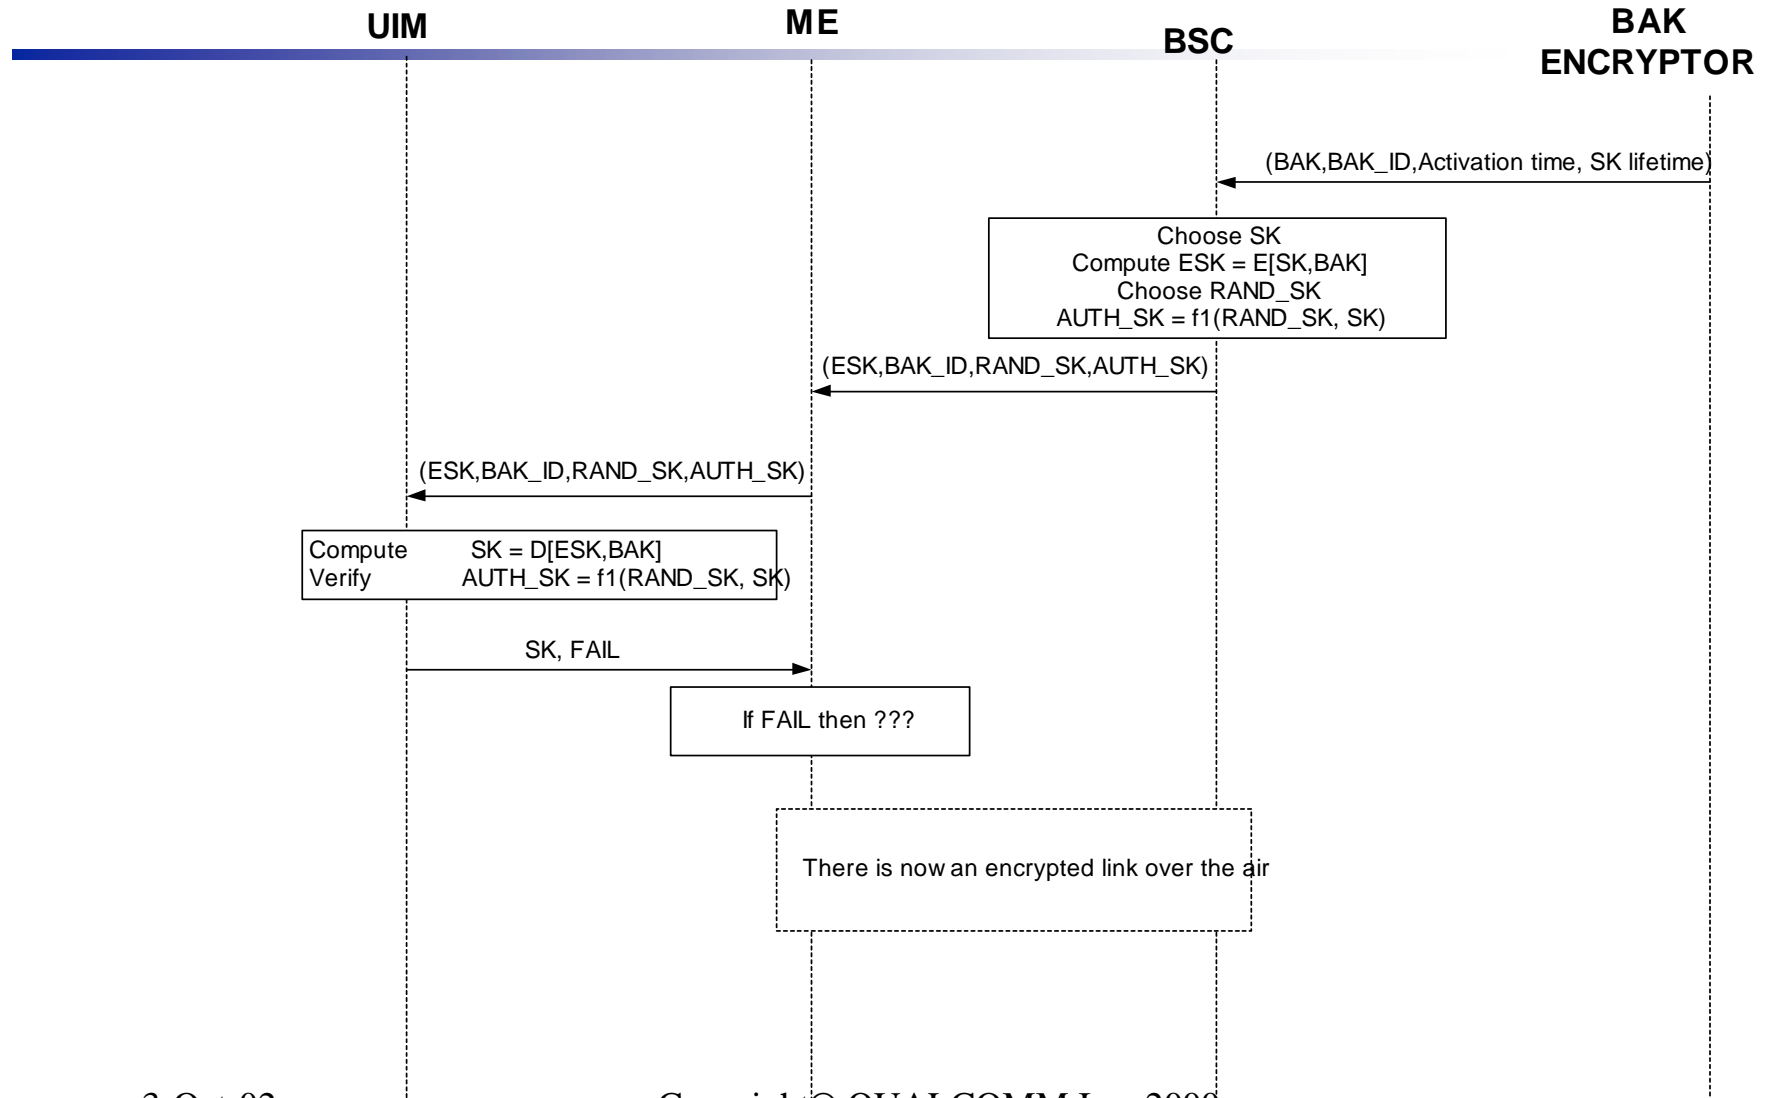 UIM
ME
BSC
BAK
ENCRYPTOR
(BAK,BAK_ID,Activation time, SK lifetime)
Choose SK
Compute ESK = E[SK,BAK]
Choose RAND_SK
AUTH_SK = f1(RAND_SK, SK)
(ESK,BAK_ID,RAND_SK,AUTH_SK)
(ESK,BAK_ID,RAND_SK,AUTH_SK)
Compute SK = D[ESK,BAK]
Verify AUTH_SK = f1(RAND_SK, SK)
SK, FAIL
If FAIL then ???
There is now an encrypted link over the air
QUALCOMM